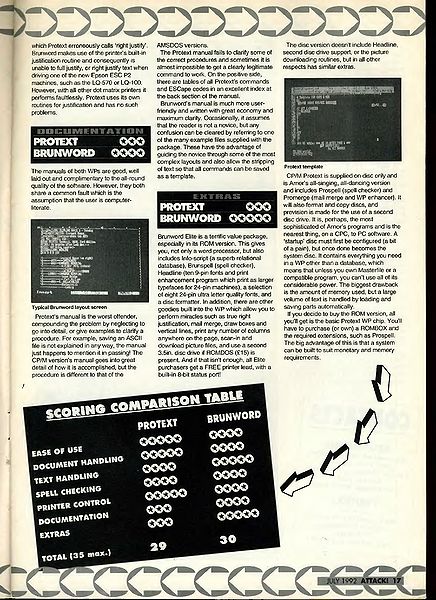 which Protext erroneously calls 'right justify'.
Brunword makes use of the printer's built-in
justification routine and consequently is
unable to full justify, or right justify text when
driving one of the new Epson ESC P2
machines, such as the LQ-570 or LQ-100.
However, with all other dot matrix printers it
performs faultlessly. Protext uses its own
routines for justification and has no such
problems.
DOCUMENTATION
PROTEXT
BRUNWORD
The manuals of both WPs are good, well
laid out and complimentary to the all-round
quality of the software. However, they both
share a common fault which is the
assumption that the user is computer-
literate.
Typical Brunword layout screen
Protext's manual is the worst offender,
compounding the problem by neglecting to
go into detail, or give examples to clarify a
procedure. For example, saving an ASCII
file is not explained in any way, the manual
just happens to mention it in passing! The
CP/M version's manual goes into great
detail of how it is accomplished, but the
procedure is different to that of the
AMSDOS versions.
The Protext manual fails to clarify some of
the correct procedures and sometimes it is
almost impossible to get a clearly legitimate
command to work. On the positive side,
there are tables of all Protext's commands
and ESCape codes in an excellent index at
the back section of the manual.
Brunword's manual is much more user-
friendly and written with great economy and
maximum clarity. Occasionally, it assumes
that the reader is not a novice, but any
confusion can be cleared by referring to one
of the many example files supplied with the
package. These have the advantage of
guiding the novice through some of the most
complex layouts and also allow the stripping
of text so that all commands can be saved
as a template.
EXTRAS
PROTEXT
BRUNWORD
Brunword Elite is a terrific value package,
especially in its ROM version. This gives
you, not only a word processor, but also
includes Info-script (a superb relational
database), Brunspell (spell checker),
Headline (ten 9-pin fonts and print
enhancement program which print as larger
typefaces for 24-pin machines), a selection
of eight 24-pin ultra letter quality fonts, and
a disc formatter. In addition, there are other
goodies built into the WP which allow you to
perform miracles such as true right
justification, mail merge, draw boxes and
vertical lines, print any number of columns
anywhere on the page, scan-in and
download picture files, and use a second
3.5in. disc drive if ROMDOS (£15) is
present. And if that isn't enough, all Elite
purchasers get a FREE printer lead, with a
built-in 8-bit status port!
The disc version doesn't include Headline,
second disc drive support, or the picture
downloading routines, but in all other
respects has similar extras.
Protext template
CP/M Protext is supplied on disc only and
is Arnor's all-singing, all-dancing version
and includes Prospell (spell checker) and
Promerge (mail merge and WP enhancer). It
will also format and copy discs, and
provision is made for the use of a second
disc drive. It is, perhaps, the most
sophisticated of Arnor's programs and is the
nearest thing, on a CPC, to PC software. A
'startup' disc must first be configured (a bit
of a pain), but once done becomes the
system disc. It contains everything you need
in a WP other than a database, which
means that unless you own Masterfile or a
compatible program, you can't use all of its
considerable power. The biggest drawback
is the amount of memory used, but a large
volume of text is handled by loading and
saving parts automatically.
If you decide to buy the ROM version, all
you'll get is the basic Protext WP chip. You'll
have to purchase (or own) a ROMBOX and
the required extensions, such as Prospell.
The big advantage of this is that a system
can be built to suit monetary and memory
requirements.
SCORING COMPARISON TABLE
PROTEXT BRUNWORD
EASE OF USE
DOCUMENT HANDLING
TEXT HANDLING
SPELL CHECKING
PRINTER CONTROL
DOCUMENTATION
EXTRAS
TOTAL (35 max.) 29 30
JULY 1992 ATTACK! 17